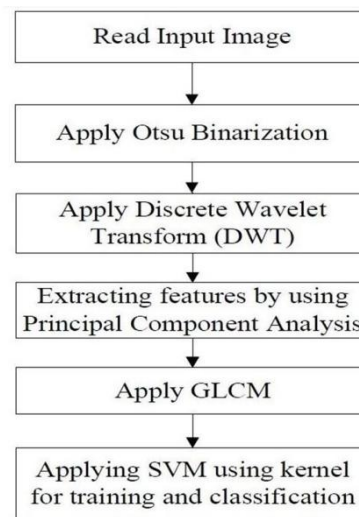 Read Input Image
Apply Otsu Binarization
Apply Discrete Wavelet
Transform (DWT)
Extracting features by using
Principal Component Analysis
Apply GLCM
Applying SVM using kernel
for training and classification